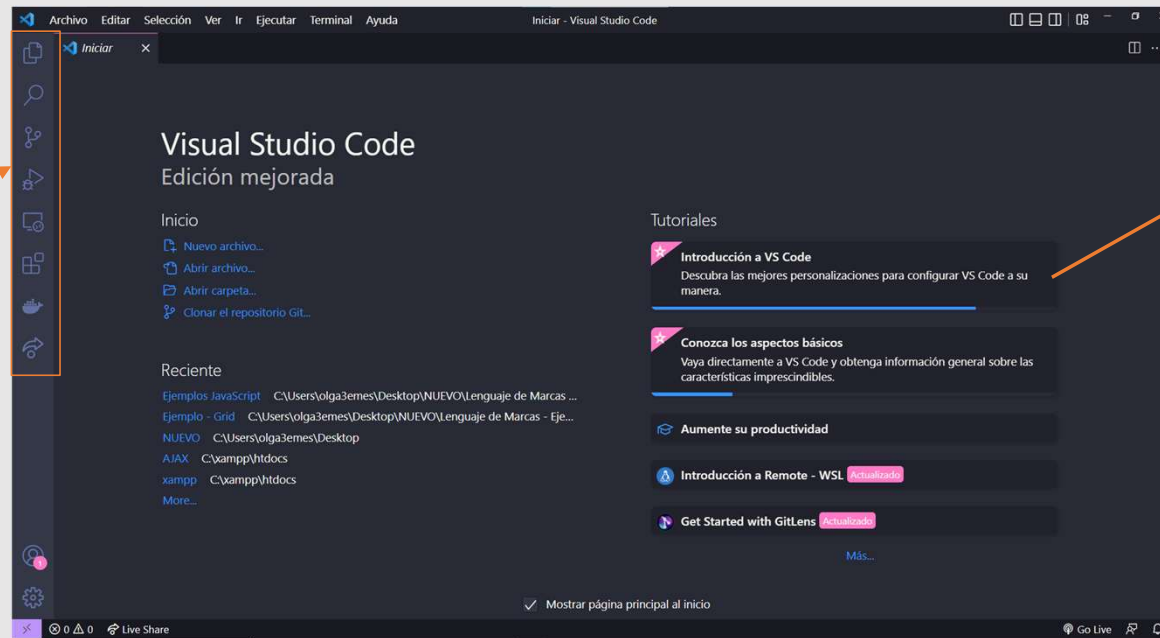 Archivo Editar Selección Ver Ir Ejecutar Terminal Ayuda Iniciar - Visual Studio Code
Iniciar
Visual Studio Code
Edición mejorada
Inicio
Nuevo archivo...
Abrir archivo...
Abrir carpeta...
Clonar el repositorio Git...
Reciente
Ejemplos JavaScript C:\Users\olga3emes\Desktop\NUEVO\Lenguaje de Marcas ...
Ejemplo - Grid C:\Users\olga3emes\Desktop\NUEVO\Lenguaje de Marcas - Eje...
NUEVO C:\Users\olga3emes\Desktop
AJAX C:\xampp\htdocs
xampp C:\xampp\htdocs
More...
Tutoriales
Introducción a VS Code
Descubra las mejores personalizaciones para configurar VS Code a su
manera.
Conozca los aspectos básicos
Vaya directamente a VS Code y obtenga información general sobre las
características imprescindibles.
Aumente su productividad
Introducción a Remote - WSL Actualizado
Get Started with GitLens Actualizado
Más...
1
Mostrar página principal al inicio
0 0 Live Share Go Live